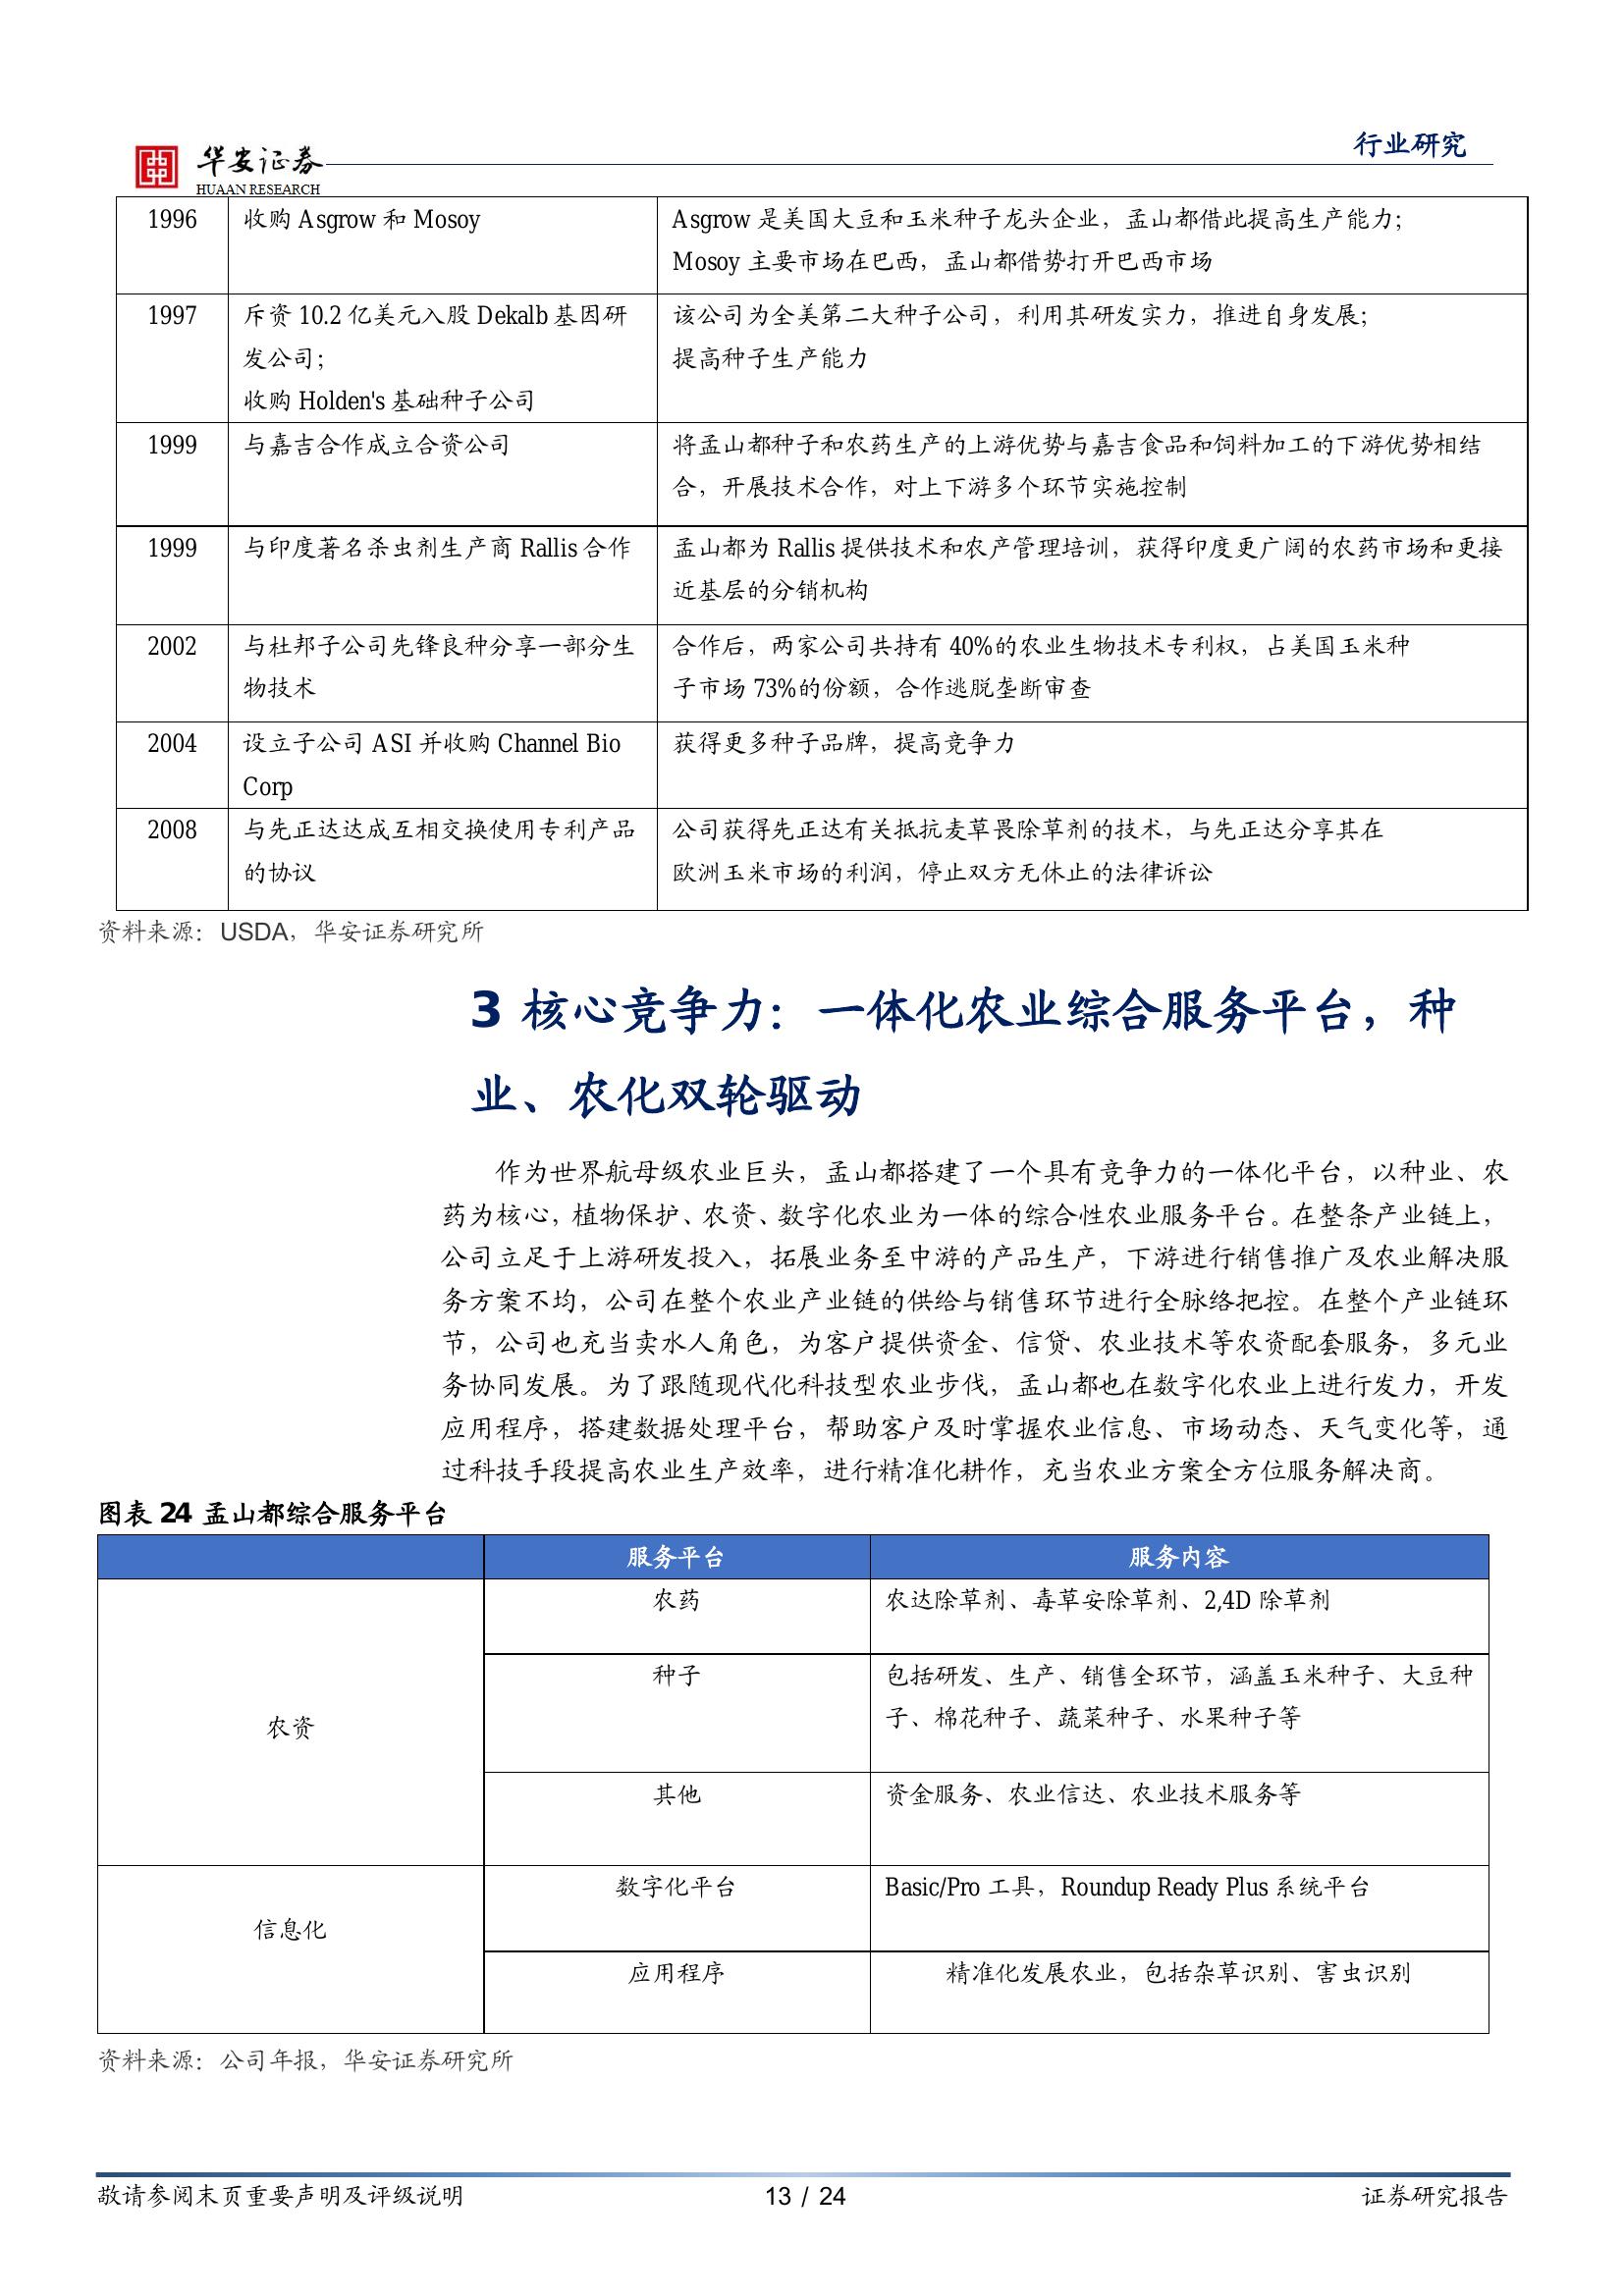 华安证券
HUAAN RESEARCH
行业研究
1996
收购 Asgrow 和 Mosoy
Asgrow 是美国大豆和玉米种子龙头企业，孟山都借此提高生产能力；
Mosoy 主要市场在巴西，孟山都借势打开巴西市场
1997
斥资 10.2 亿美元入股 Dekalb 基因研
发公司；
收购 Holden's 基础种子公司
该公司为全美第二大种子公司，利用其研发实力，推进自身发展；
提高种子生产能力
1999
与嘉吉合作成立合资公司
将孟山都种子和农药生产的上游优势与嘉吉食品和饲料加工的下游优势相结
合，开展技术合作，对上下游多个环节实施控制
1999
与印度著名杀虫剂生产商 Rallis 合作
孟山都为 Rallis 提供技术和农产管理培训，获得印度更广阔的农药市场和更接
近基层的分销机构
2002
与杜邦子公司先锋良种分享一部分生
物技术
合作后，两家公司共持有 40%的农业生物技术专利权，占美国玉米种
子市场 73%的份额，合作逃脱垄断审查
2004
设立子公司 ASI 并收购 Channel Bio
Corp
获得更多种子品牌，提高竞争力
2008
与先正达达成互相交换使用专利产品
的协议
公司获得先正达有关抵抗麦草畏除草剂的技术，与先正达分享其在
欧洲玉米市场的利润，停止双方无休止的法律诉讼
资料来源：USDA，华安证券研究所
3 核心竞争力：一体化农业综合服务平台，种
业、农化双轮驱动
作为世界航母级农业巨头，孟山都搭建了一个具有竞争力的一体化平台，以种业、农
药为核心，植物保护、农资、数字化农业为一体的综合性农业服务平台。在整条产业链上，
公司立足于上游研发投入，拓展业务至中游的产品生产，下游进行销售推广及农业解决服
务方案不均，公司在整个农业产业链的供给与销售环节进行全脉络把控。在整个产业链环
节，公司也充当卖水人角色，为客户提供资金、信贷、农业技术等农资配套服务，多元业
务协同发展。为了跟随现代化科技型农业步伐，孟山都也在数字化农业上进行发力，开发
应用程序，搭建数据处理平台，帮助客户及时掌握农业信息、市场动态、天气变化等，通
过科技手段提高农业生产效率，进行精准化耕作，充当农业方案全方位服务解决商。
图表 24 孟山都综合服务平台
服务平台
服务内容
农资
农药
农达除草剂、毒草安除草剂、2,4D 除草剂
种子
包括研发、生产、销售全环节，涵盖玉米种子、大豆种
子、棉花种子、蔬菜种子、水果种子等
其他
资金服务、农业信达、农业技术服务等
信息化
数字化平台
Basic/Pro 工具，Roundup Ready Plus 系统平台
应用程序
精准化发展农业，包括杂草识别、害虫识别
资料来源：公司年报，华安证券研究所
敬请参阅末页重要声明及评级说明
13 / 24
证券研究报告